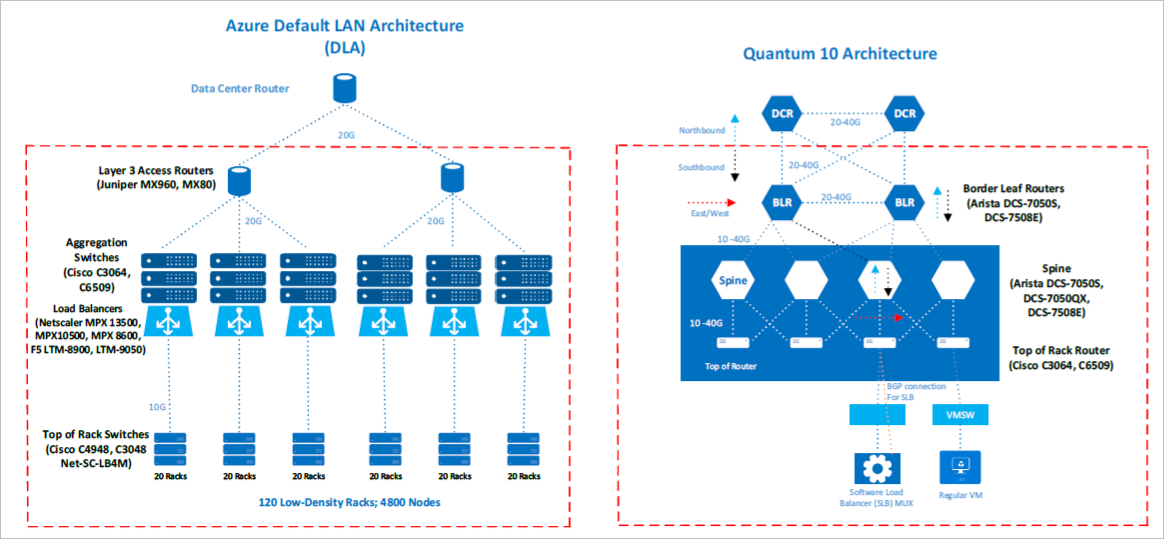 Azure Default LAN Architecture
(DLA)
Data Center Router
20G
Layer 3 Access Routers
(Juniper MX960, MX80)
20G
20G
Aggregation
Switches
(Cisco C3064,
C6509)
Load Balancers
(Netscaler MPX 13500,
MPX10500, MPX 8600,
F5 LTM-8900, LTM-9050)
10G
Top of Rack Switches
(Cisco C4948, C3048
Net-SC-LB4M)
20 Racks
20 Racks
20 Racks
20 Racks
20 Racks
20 Racks
120 Low-Density Racks; 4800 Nodes
Quantum 10 Architecture
DCR
DCR
20-40G
Northbound
Southbound
20-40G
20-40G
East/West
BLR
BLR
Border Leaf Routers
(Arista DCS-7050S,
DCS-7508E)
10 -40G
Spine
Spine
(Arista DCS-7050S,
DCS-7050QX,
DCS-7508E)
10 -40G
Top of Router
Top of Rack Router
(Cisco C3064, C6509)
BGP connection
For SLB
VMSW
Software Load
Balancer (SLB) MUX
Regular VM